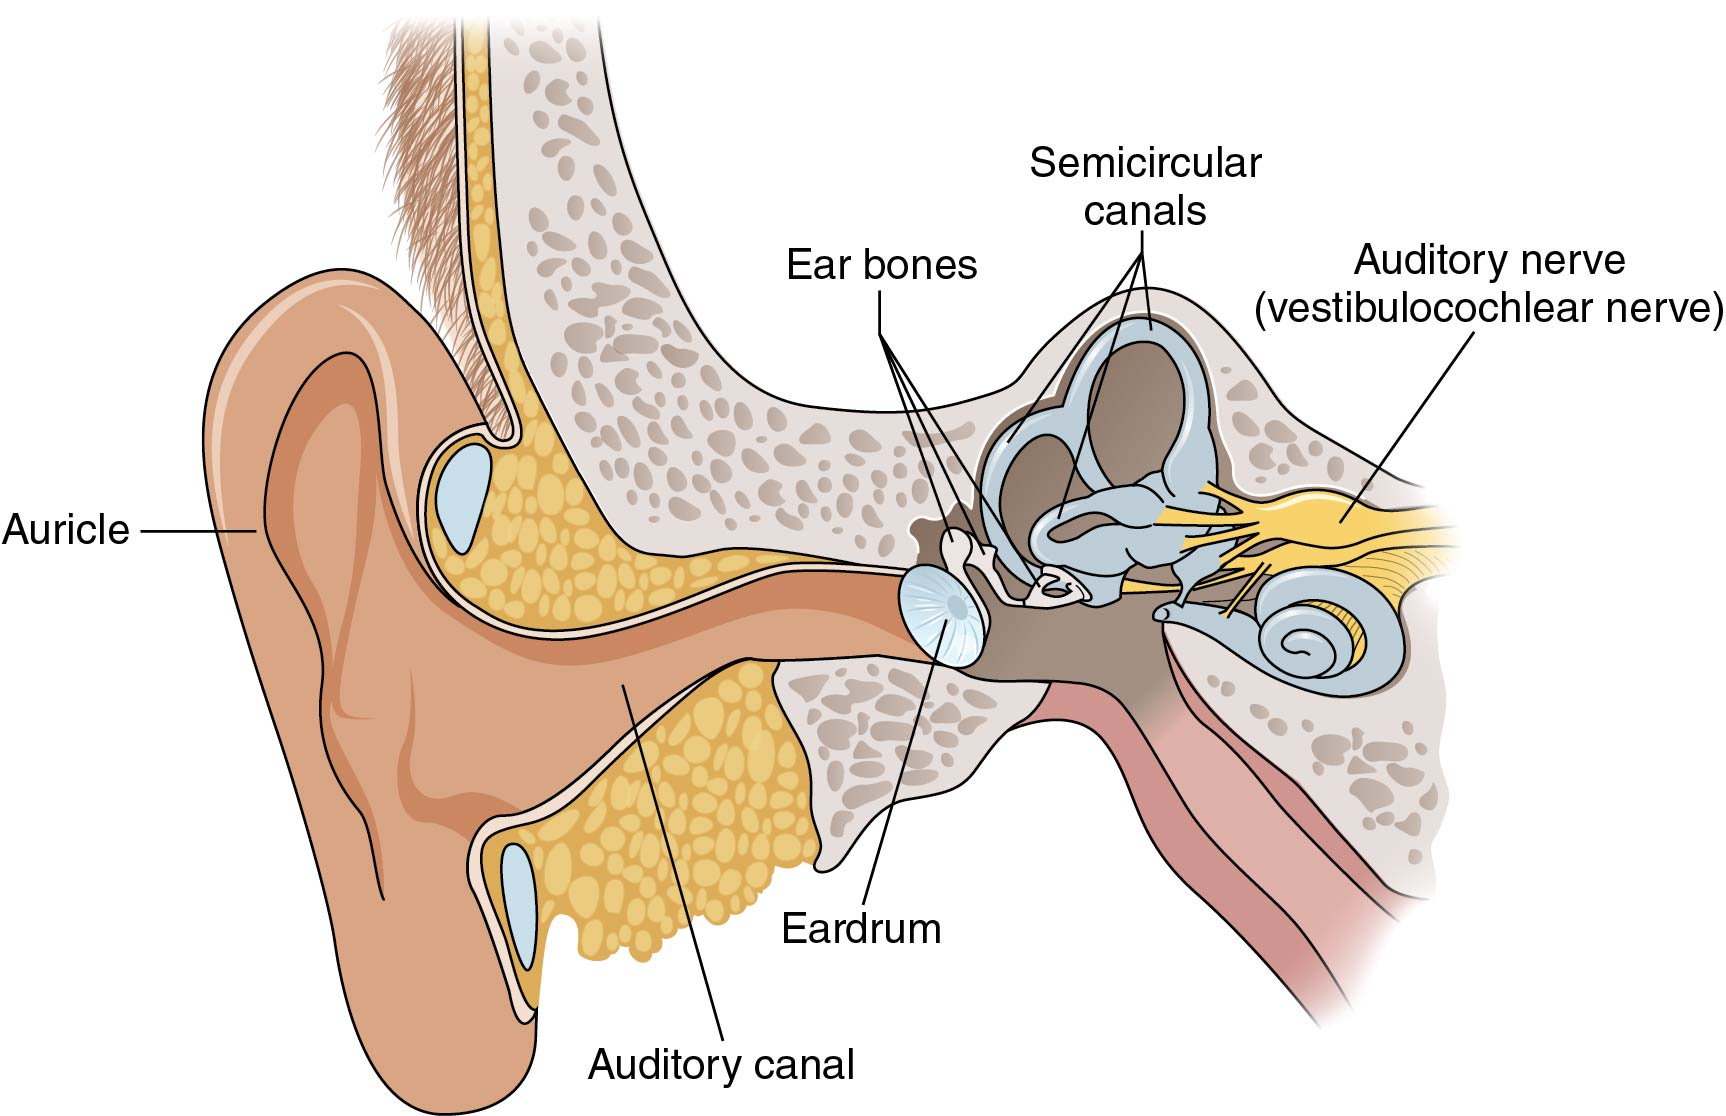 Semicircular
canals
Ear bones
Auditory nerve
(vestibulocochlear nerve)
Auricle
Eardrum
Auditory canal